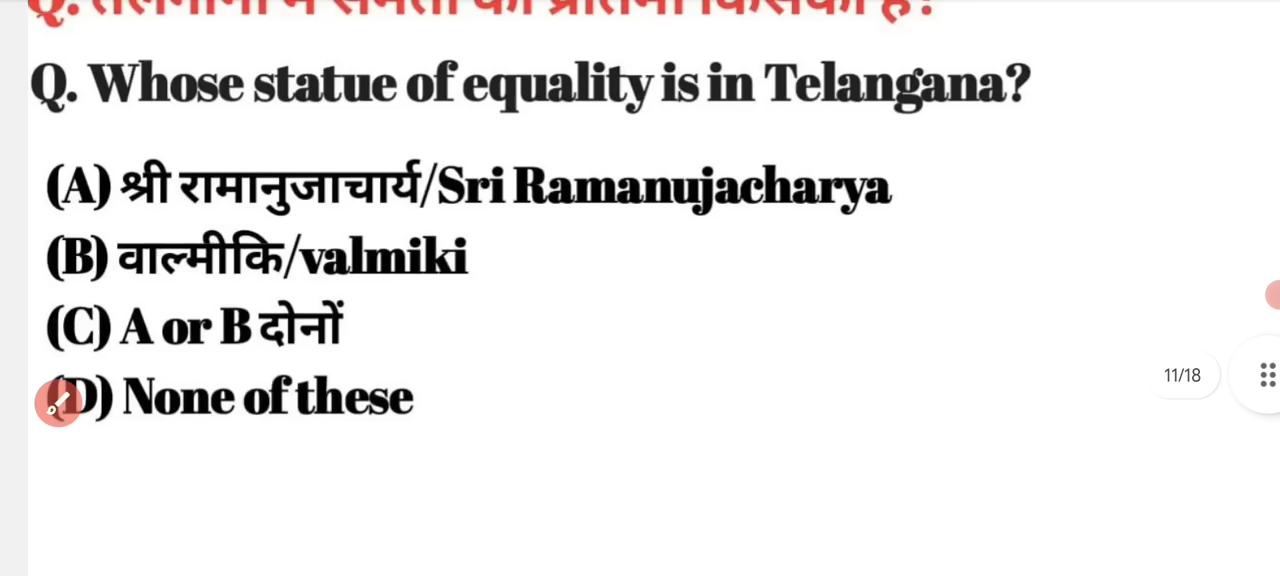 Q. तेलंगाना में समता की प्रतिमा किसकी है?
Q. Whose statue of equality is in Telangana?
(A) श्री रामानुजाचार्य/Sri Ramanujacharya
(B) वाल्मीकि/valmiki
(C) A or B दोनों
(D) None of these
11/18